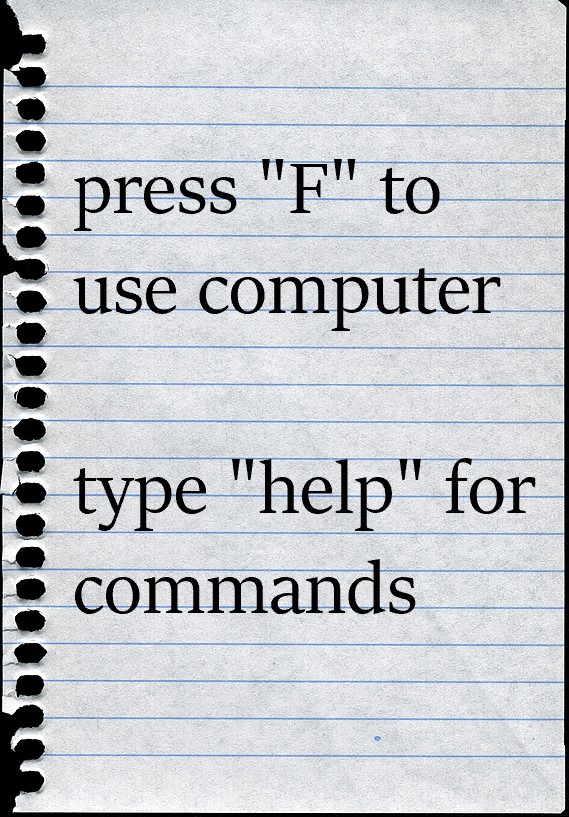 press "F" to
use computer
type "help" for
commands